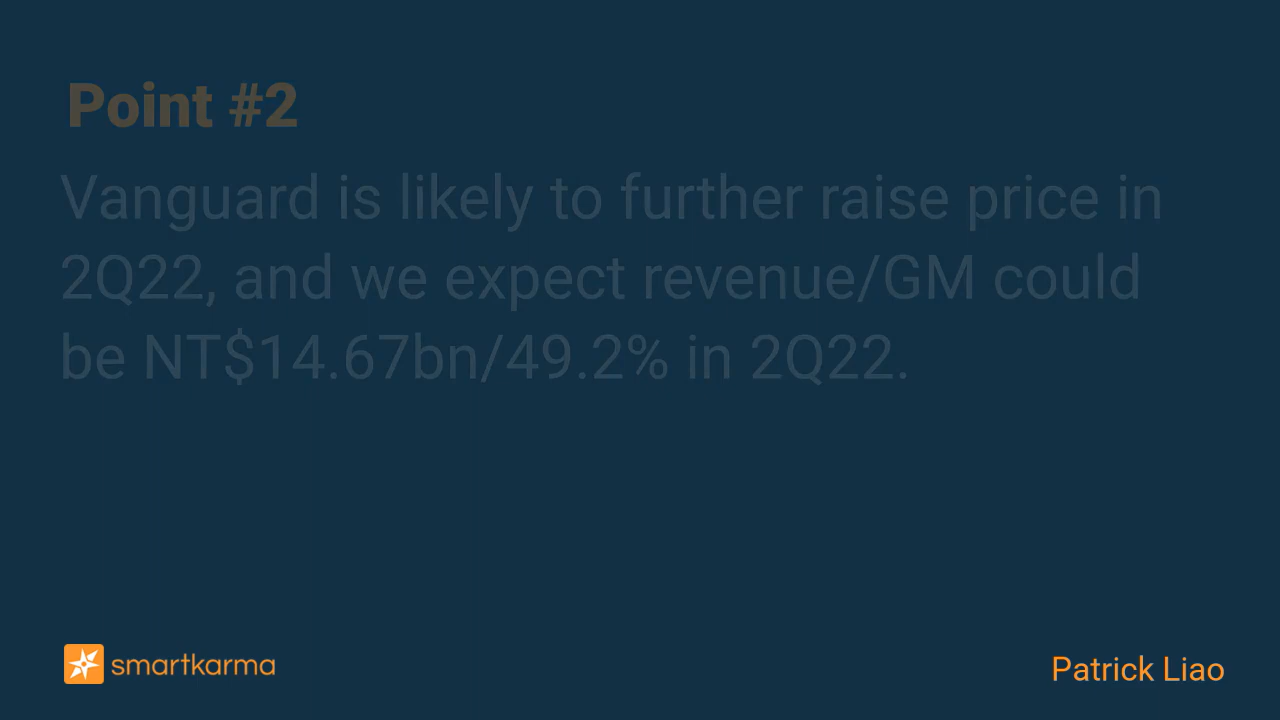 Point #2
Vanguard is likely to further raise price in
2Q22, and we expect revenue/GM could
be NT$14.67bn/49.2% in 2Q22.
smartkarma
Patrick Liao